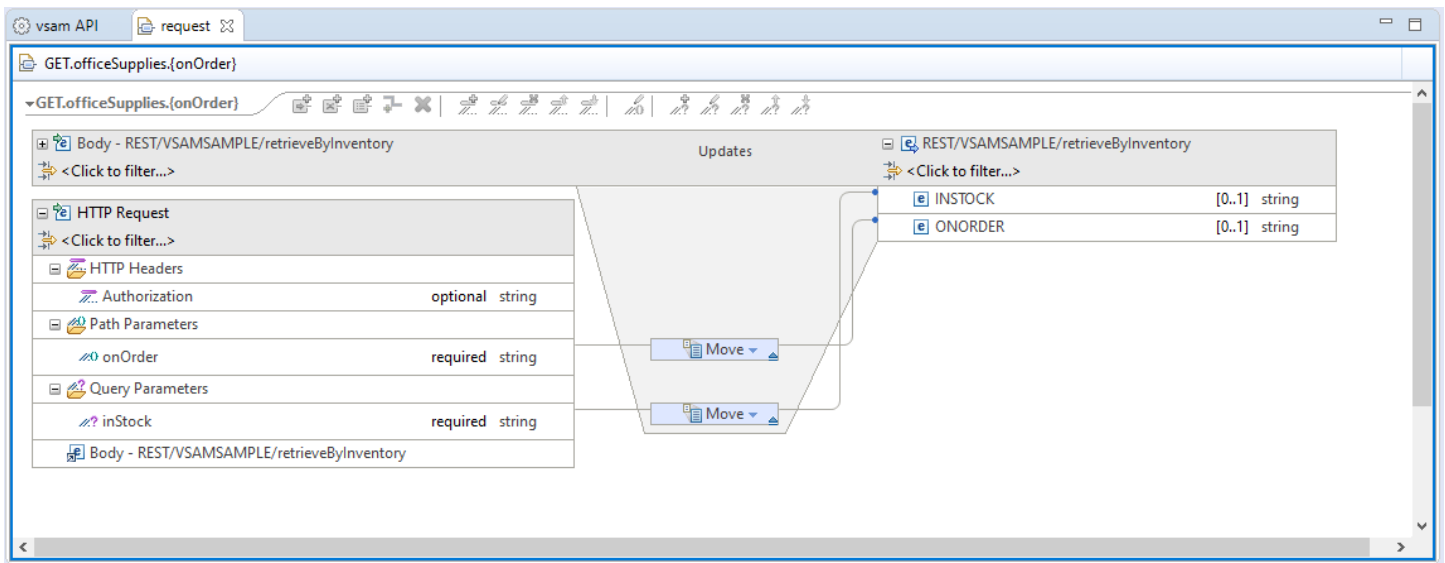 vsam API request
GET.officeSupplies.{onOrder}
GET.officeSupplies.{onOrder}
Body - REST/VSAMSAMPLE/retrieveByInventory
<Click to filter...>
Updates
REST/VSAMSAMPLE/retrieveByInventory
<Click to filter...>
INSTOCK [0..1] string
ONORDER [0..1] string
HTTP Request
<Click to filter...>
HTTP Headers
Authorization optional string
Path Parameters
onOrder required string
Move
Query Parameters
inStock required string
Move
Body - REST/VSAMSAMPLE/retrieveByInventory